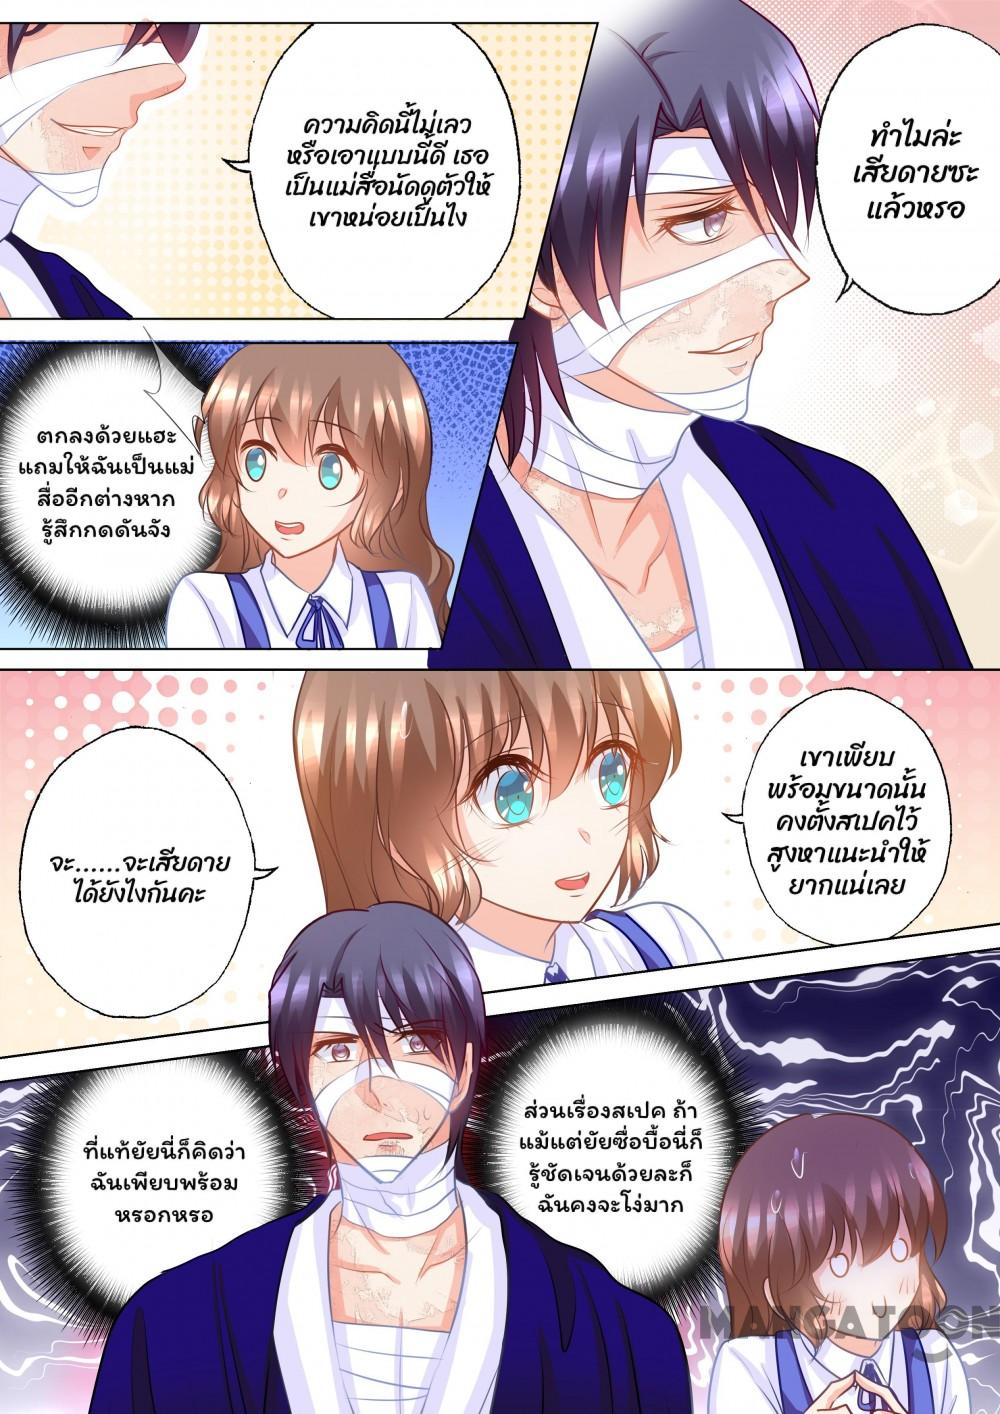 ความคิดนี้ไม่เลว
หรือเอาแบบนี้ดี เธอ
เป็นแม่สื่อนัดดูตัวให้
เขาหน่อยเป็นไง
ทำไมล่ะ
เสียดายซะ
แล้วหรอ
ตกลงด้วยแฮะ
แถมให้ฉันเป็นแม่
สื่ออีกต่างหาก
รู้สึกกดดันจัง
เขาเพียบ
พร้อมขนาดนั้น
คงตั้งสเปคไว้
สูงหาแนะนำให้
ยากแน่เลย
จะ......จะเสียดาย
ได้ยังไงกันคะ
ที่แท้ยัยนี่ก็คิดว่า
ฉันเพียบพร้อม
หรอกหรอ
ส่วนเรื่องสเปค ถ้า
แม้แต่ยัยซื่อบื้อนี่ก็
รู้ชัดเจนด้วยละก็
ฉันคงจะโง่มาก
MANGATOON